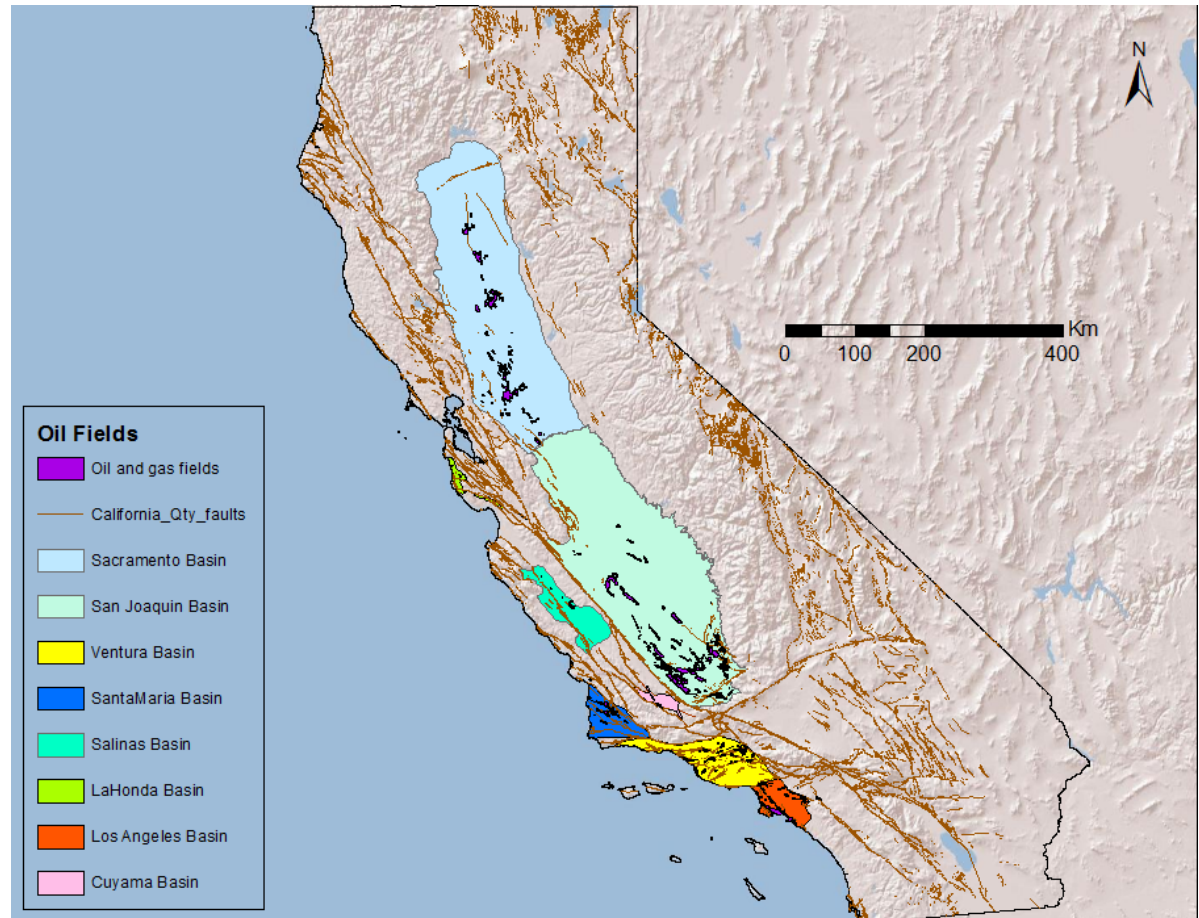 N
Km
0 100 200 400
Oil Fields
Oil and gas fields
California_Qty_faults
Sacramento Basin
San Joaquin Basin
Ventura Basin
SantaMaria Basin
Salinas Basin
LaHonda Basin
Los Angeles Basin
Cuyama Basin